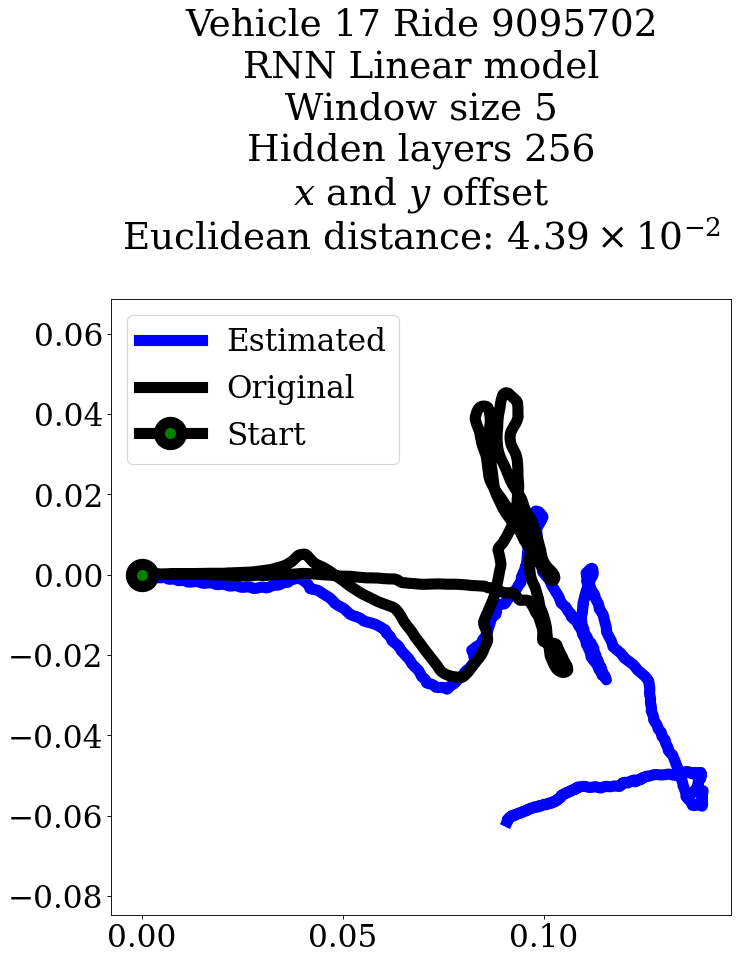 Vehicle 17 Ride 9095702
RNN Linear model
Window size 5
Hidden layers 256
x and y offset
Euclidean distance: 4.39 × 10⁻²
Estimated
Original
Start
0.06
0.04
0.02
0.00
−0.02
−0.04
−0.06
−0.08
0.00 0.05 0.10